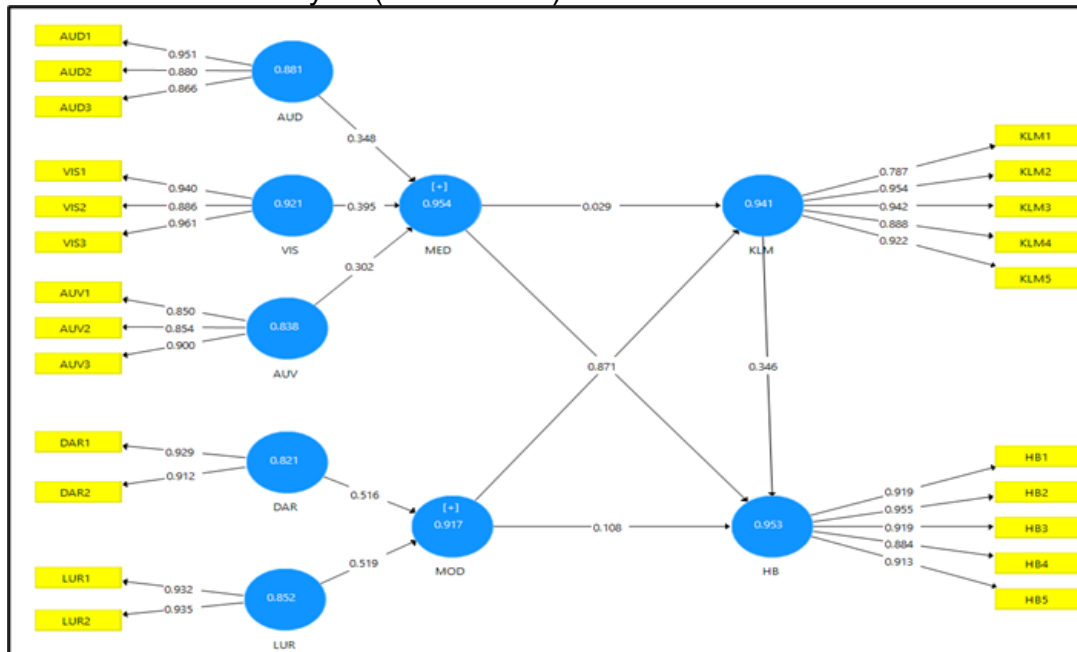 AUD1
AUD2
AUD3
0.951
0.880
0.866
0.881
AUD
0.348
VIS1
VIS2
VIS3
0.940
0.886
0.961
0.921
VIS
0.395
AUV1
AUV2
AUV3
0.850
0.854
0.900
0.838
AUV
0.302
[+]
0.954
MED
0.029
0.871
DAR1
DAR2
0.929
0.912
0.821
DAR
0.516
LUR1
LUR2
0.932
0.935
0.852
LUR
0.519
[+]
0.917
MOD
0.108
0.941
KLM
0.346
0.787
0.954
0.942
0.888
0.922
KLM1
KLM2
KLM3
KLM4
KLM5
0.953
HB
0.919
0.955
0.919
0.884
0.913
HB1
HB2
HB3
HB4
HB5